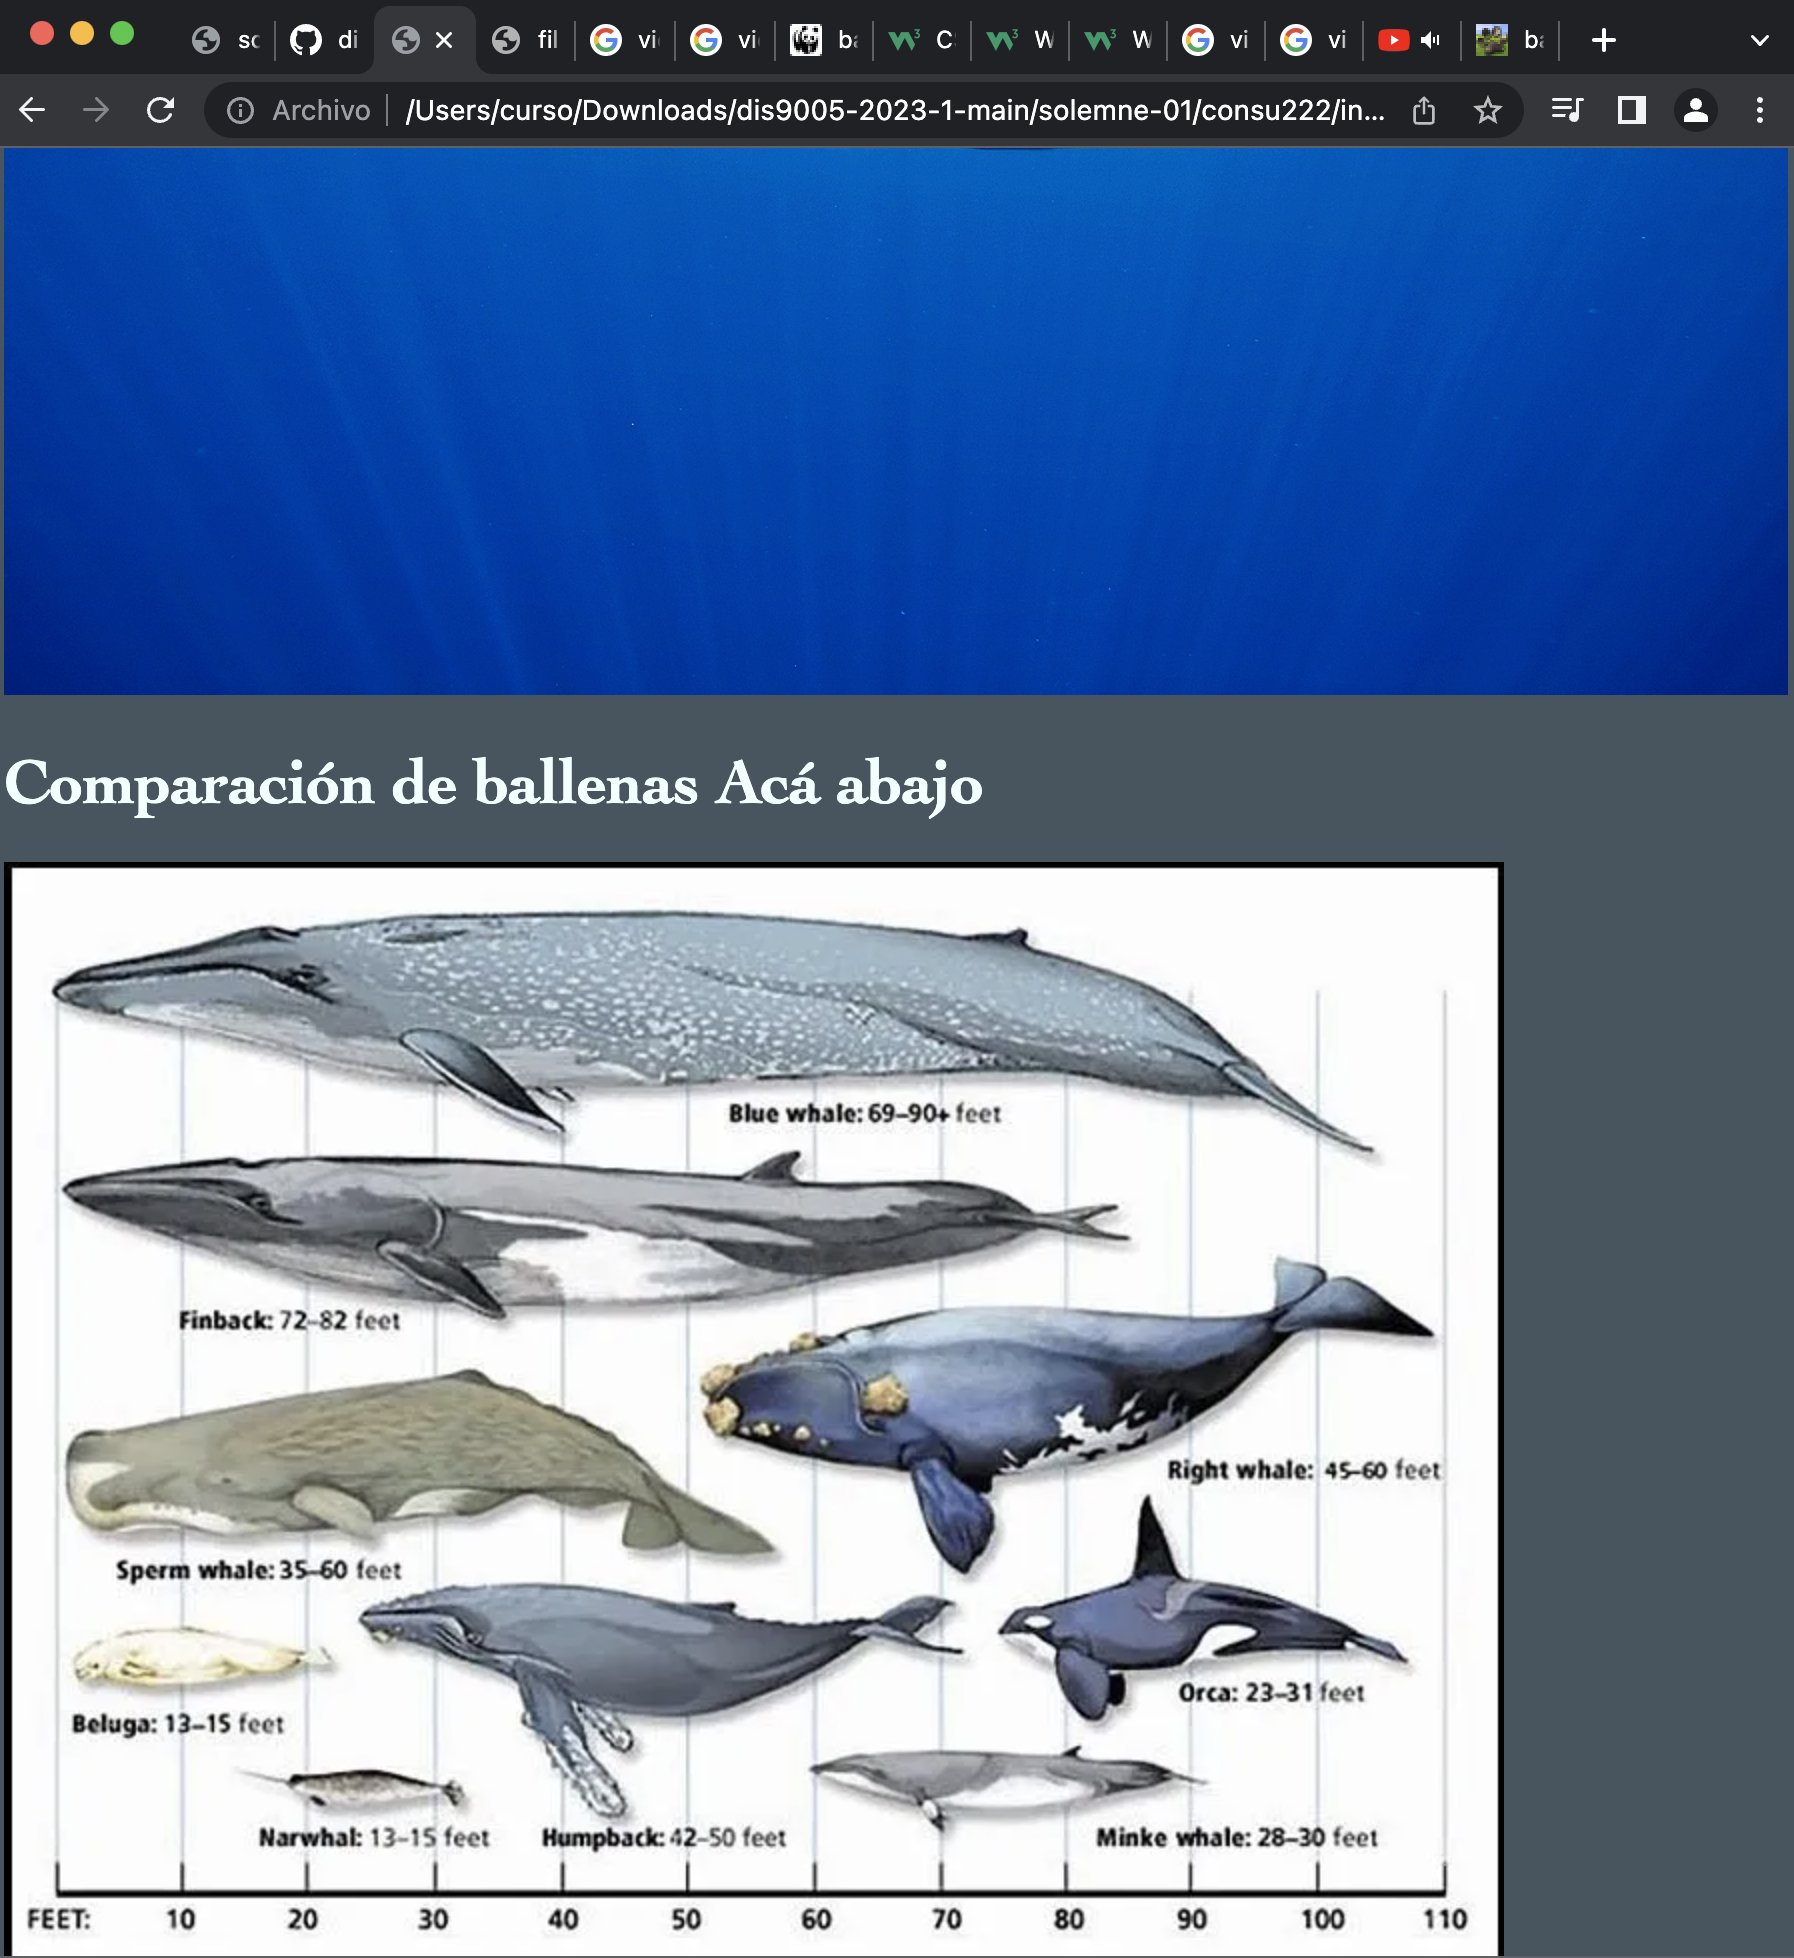 sc di fil vi vi ba C W W vi vi ba
Archivo /Users/curso/Downloads/dis9005-2023-1-main/solemne-01/consu222/in...
Comparación de ballenas Acá abajo
Blue whale: 69–90+ feet
Finback: 72–82 feet
Right whale: 45–60 feet
Sperm whale: 35–60 feet
Orca: 23–31 feet
Beluga: 13–15 feet
Narwhal: 13–15 feet
Humpback: 42–50 feet
Minke whale: 28–30 feet
FEET: 10 20 30 40 50 60 70 80 90 100 110